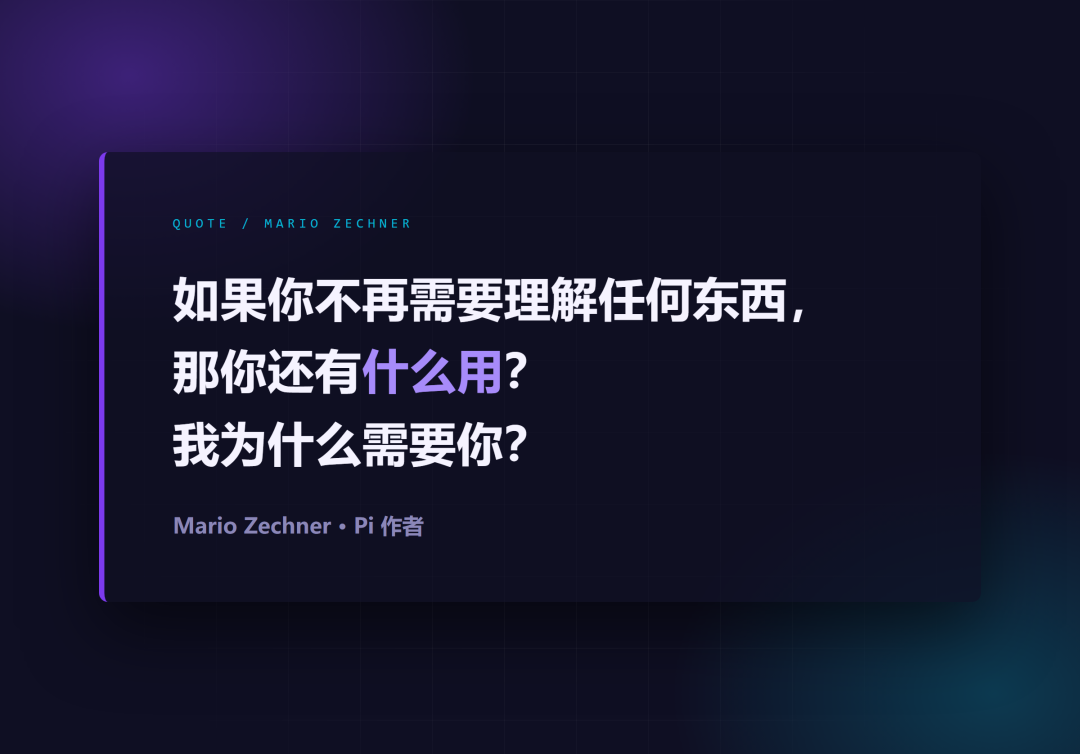 QUOTE / MARIO ZECHNER
如果你不再需要理解任何东西，
那你还有什么用？
我为什么需要你？
Mario Zechner • Pi 作者